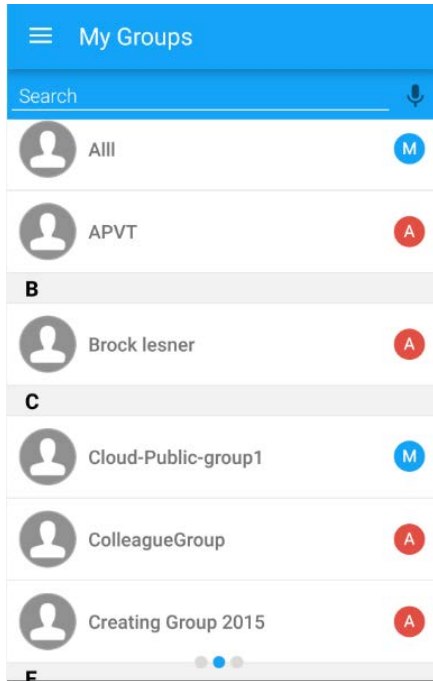 My Groups
Search
Alll
M
APVT
A
B
Brock lesner
A
C
Cloud-Public-group1
M
ColleagueGroup
A
Creating Group 2015
A